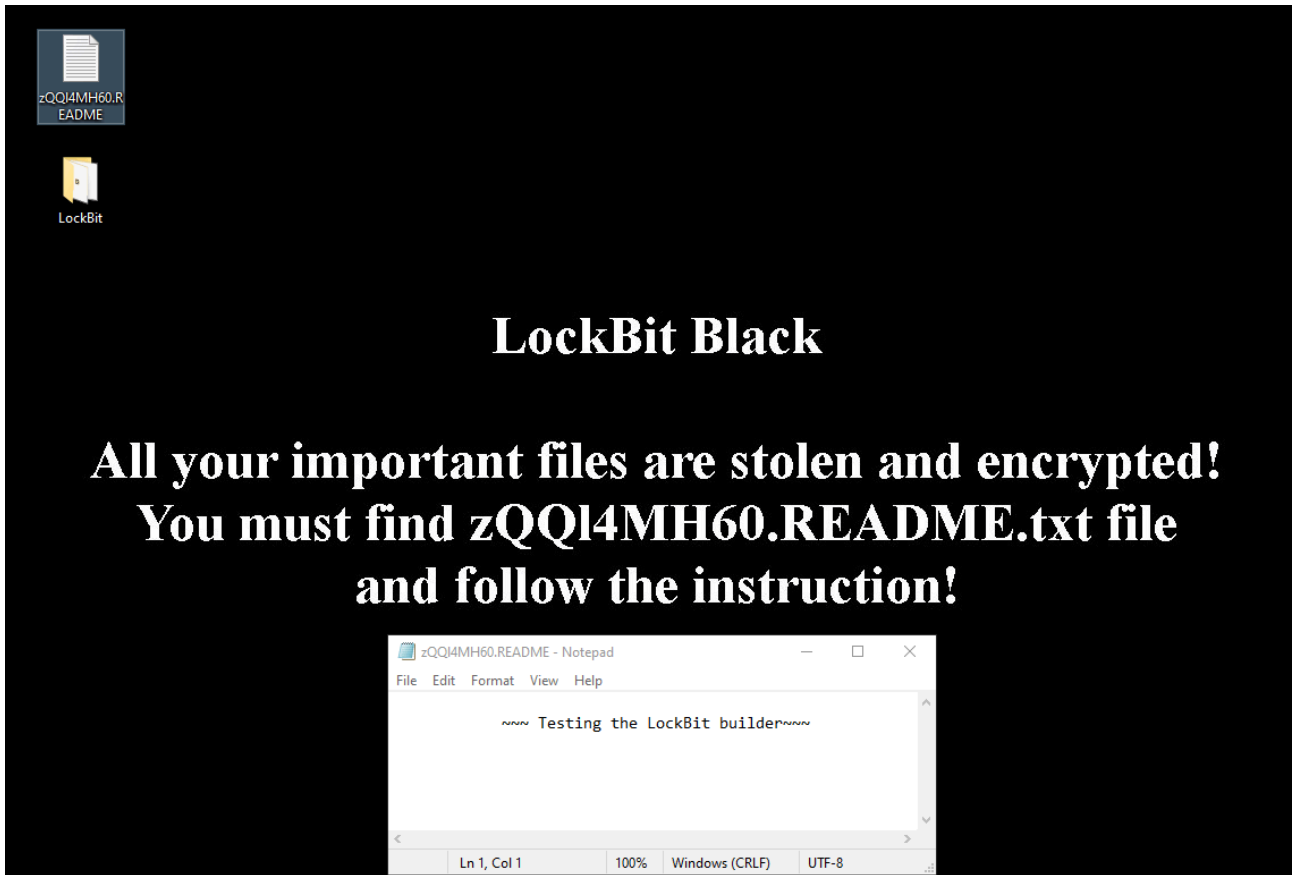 zQQl4MH60.R
EADME
LockBit
LockBit Black
All your important files are stolen and encrypted!
You must find zQQl4MH60.README.txt file
and follow the instruction!
zQQl4MH60.README - Notepad
File Edit Format View Help
~~~ Testing the LockBit builder~~~
Ln 1, Col 1 100% Windows (CRLF) UTF-8